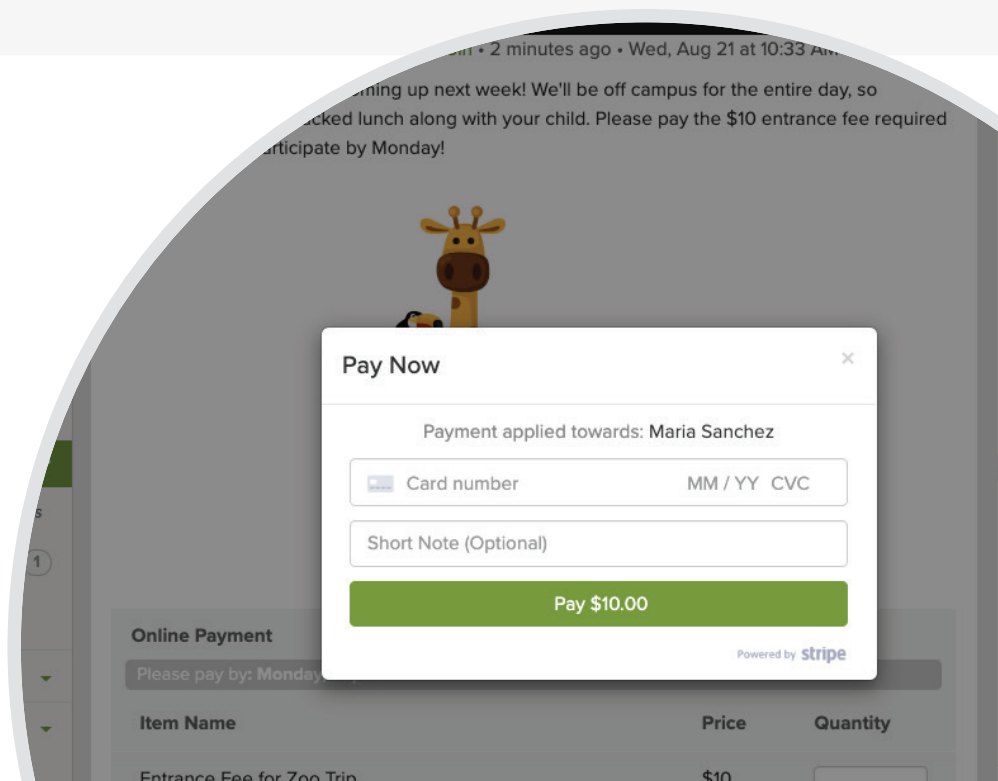 • 2 minutes ago • Wed, Aug 21 at 10:33 AM
up next week! We'll be off campus for the entire day, so
lunch along with your child. Please pay the $10 entrance fee required
by Monday!
Pay Now
×
Payment applied towards: Maria Sanchez
Card number MM / YY CVC
Short Note (Optional)
1
Pay $10.00
Powered by stripe
Online Payment
Please pay by: Monday
Item Name Price Quantity
Entrance Fee for Zoo Trip $10